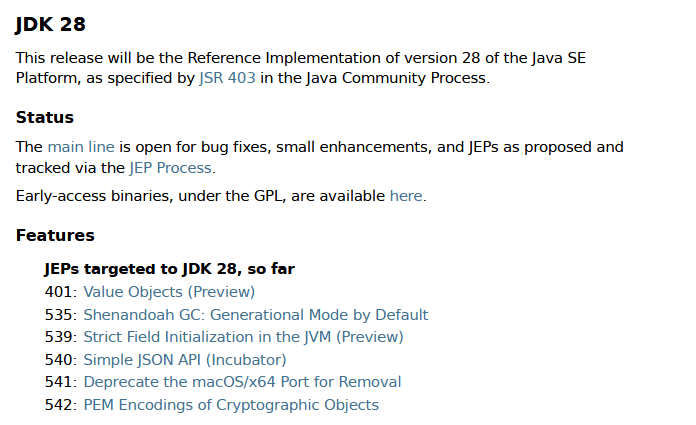 JDK 28
This release will be the Reference Implementation of version 28 of the Java SE
Platform, as specified by JSR 403 in the Java Community Process.
Status
The main line is open for bug fixes, small enhancements, and JEPs as proposed and
tracked via the JEP Process.
Early-access binaries, under the GPL, are available here.
Features
JEPs targeted to JDK 28, so far
401: Value Objects (Preview)
535: Shenandoah GC: Generational Mode by Default
539: Strict Field Initialization in the JVM (Preview)
540: Simple JSON API (Incubator)
541: Deprecate the macOS/x64 Port for Removal
542: PEM Encodings of Cryptographic Objects